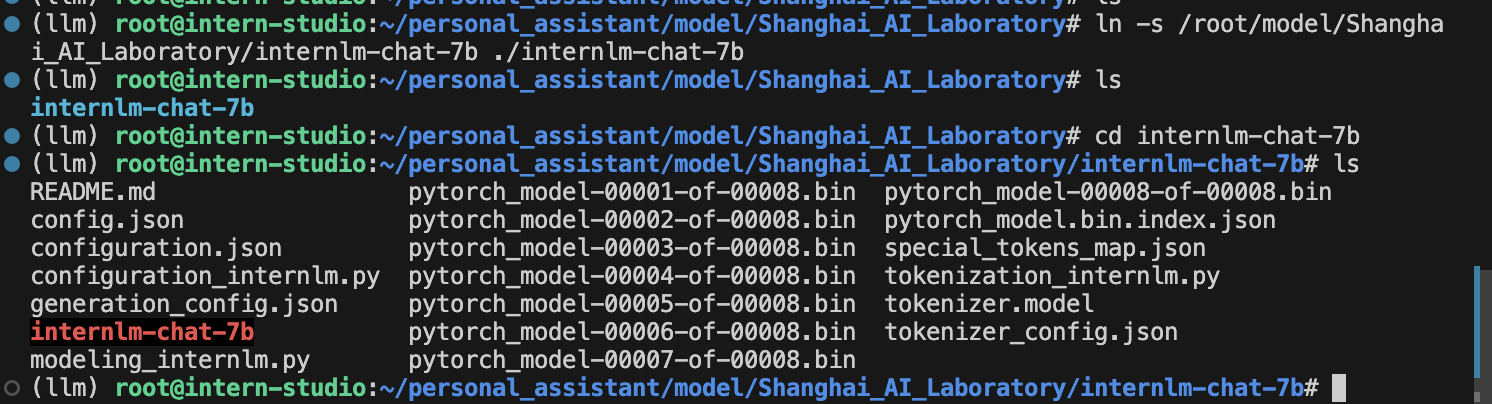 (llm) root@intern-studio:~/personal_assistant/model/Shanghai_AI_Laboratory# ls
(llm) root@intern-studio:~/personal_assistant/model/Shanghai_AI_Laboratory# ln -s /root/model/Shangha
i_AI_Laboratory/internlm-chat-7b ./internlm-chat-7b
(llm) root@intern-studio:~/personal_assistant/model/Shanghai_AI_Laboratory# ls
internlm-chat-7b
(llm) root@intern-studio:~/personal_assistant/model/Shanghai_AI_Laboratory# cd internlm-chat-7b
(llm) root@intern-studio:~/personal_assistant/model/Shanghai_AI_Laboratory/internlm-chat-7b# ls
README.md pytorch_model-00001-of-00008.bin pytorch_model-00008-of-00008.bin
config.json pytorch_model-00002-of-00008.bin pytorch_model.bin.index.json
configuration.json pytorch_model-00003-of-00008.bin special_tokens_map.json
configuration_internlm.py pytorch_model-00004-of-00008.bin tokenization_internlm.py
generation_config.json pytorch_model-00005-of-00008.bin tokenizer.model
internlm-chat-7b pytorch_model-00006-of-00008.bin tokenizer_config.json
modeling_internlm.py pytorch_model-00007-of-00008.bin
(llm) root@intern-studio:~/personal_assistant/model/Shanghai_AI_Laboratory/internlm-chat-7b#